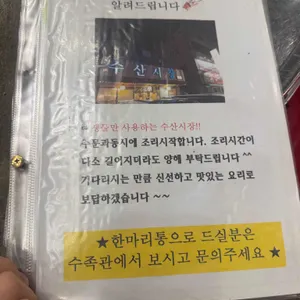 알려드립니다
수산시장
생물만 사용하는 수산시장!!
주문과동시에 조리시작합니다. 조리시간이
다소 길어지더라도 양해 부탁드립니다 ^^
기다리시는 만큼 신선하고 맛있는 요리로
보답하겠습니다 ~~
★한마리통으로 드실분은
수족관에서 보시고 문의주세요 ★